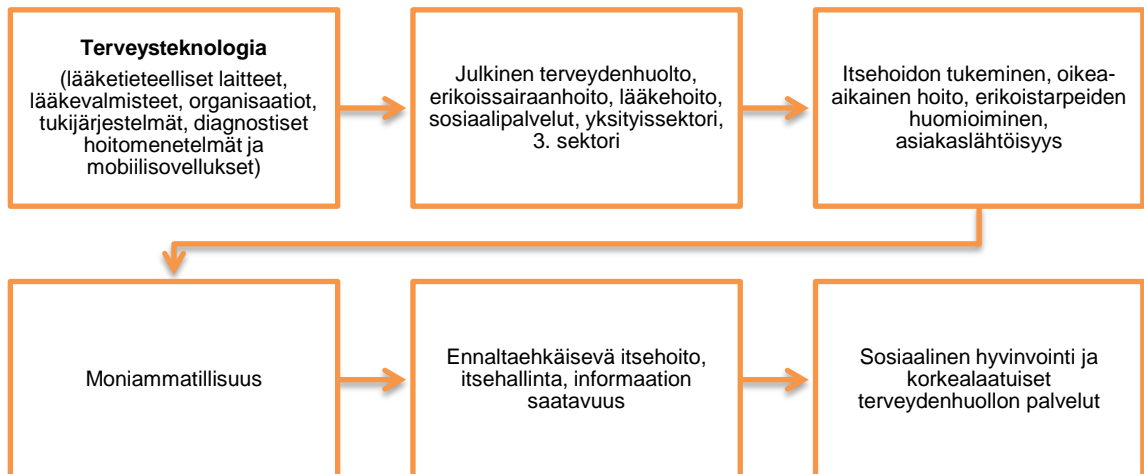 Terveysteknologia
(lääketieteelliset laitteet,
lääkevalmisteet, organisaatiot,
tukijärjestelmät, diagnostiset
hoitomenetelmät ja
mobiilisovellukset)
Julkinen terveydenhuolto,
erikoissairaanhoito, lääkehoito,
sosiaalipalvelut, yksityissektori,
3. sektori
Itsehoidon tukeminen, oikea-
aikainen hoito, erikoistarpeiden
huomioiminen,
asiakaslähtöisyys
Moniammatillisuus
Ennaltaehkäisevä itsehoito,
itsehallinta, informaation
saatavuus
Sosiaalinen hyvinvointi ja
korkealaatuiset
terveydenhuollon palvelut